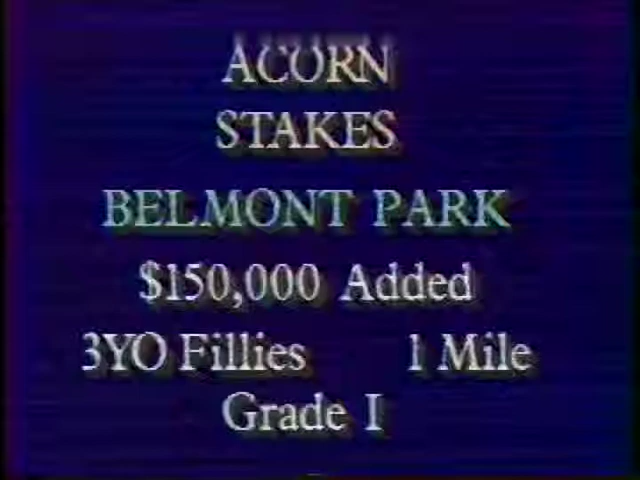 ACORN
STAKES
BELMONT PARK
$150,000 Added
3YO Fillies 1 Mile
Grade I